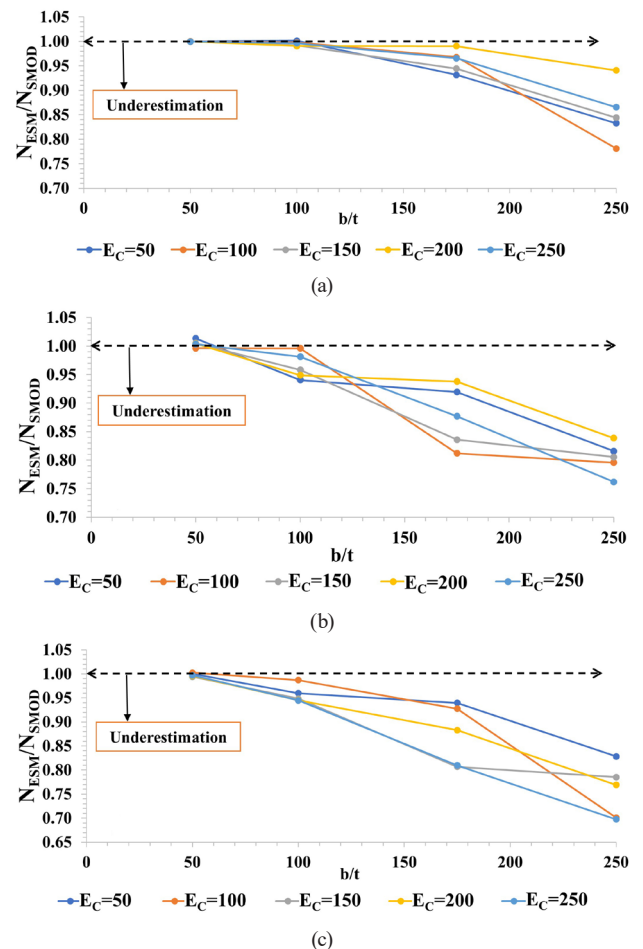 1.05
1.00
0.95
0.90
0.85
0.80
0.75
0.70
N_ESM/N_SMOD
Underestimation
0 50 100 150 200 250
b/t
E_C=50 E_C=100 E_C=150 E_C=200 E_C=250
(a)
1.05
1.00
0.95
0.90
0.85
0.80
0.75
0.70
N_ESM/N_SMOD
Underestimation
0 50 100 150 200 250
b/t
E_C=50 E_C=100 E_C=150 E_C=200 E_C=250
(b)
1.05
1.00
0.95
0.90
0.85
0.80
0.75
0.70
0.65
N_ESM/N_SMOD
Underestimation
0 50 100 150 200 250
b/t
E_C=50 E_C=100 E_C=150 E_C=200 E_C=250
(c)